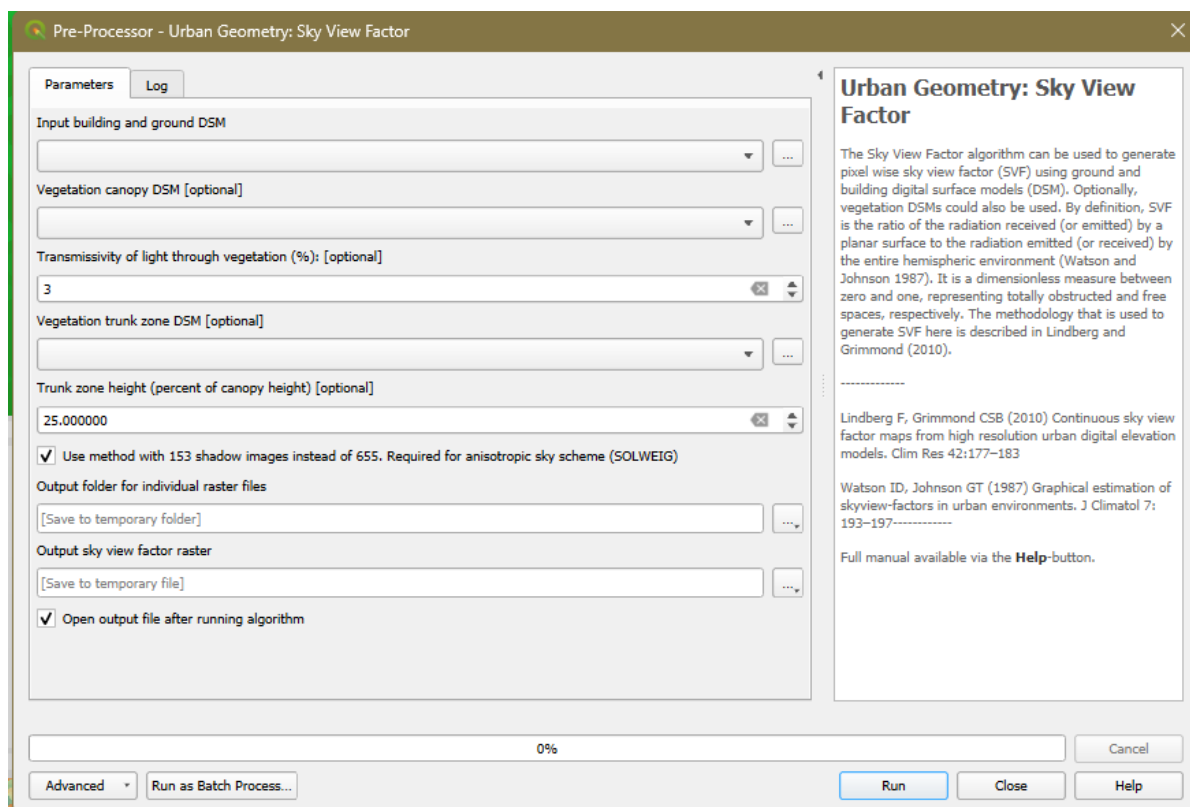 Pre-Processor - Urban Geometry: Sky View Factor
Parameters
Log
Input building and ground DSM
...
Vegetation canopy DSM [optional]
...
Transmissivity of light through vegetation (%): [optional]
3
Vegetation trunk zone DSM [optional]
...
Trunk zone height (percent of canopy height) [optional]
25.000000
Use method with 153 shadow images instead of 655. Required for anisotropic sky scheme (SOLWEIG)
Output folder for individual raster files
[Save to temporary folder]
...
Output sky view factor raster
[Save to temporary file]
...
Open output file after running algorithm
Urban Geometry: Sky View
Factor
The Sky View Factor algorithm can be used to generate
pixel wise sky view factor (SVF) using ground and
building digital surface models (DSM). Optionally,
vegetation DSMs could also be used. By definition, SVF
is the ratio of the radiation received (or emitted) by a
planar surface to the radiation emitted (or received) by
the entire hemispheric environment (Watson and
Johnson 1987). It is a dimensionless measure between
zero and one, representing totally obstructed and free
spaces, respectively. The methodology that is used to
generate SVF here is described in Lindberg and
Grimmond (2010).
-------------
Lindberg F, Grimmond CSB (2010) Continuous sky view
factor maps from high resolution urban digital elevation
models. Clim Res 42:177–183
Watson ID, Johnson GT (1987) Graphical estimation of
skyview-factors in urban environments. J Climatol 7:
193–197------------
Full manual available via the Help-button.
0%
Cancel
Advanced
Run as Batch Process...
Run
Close
Help